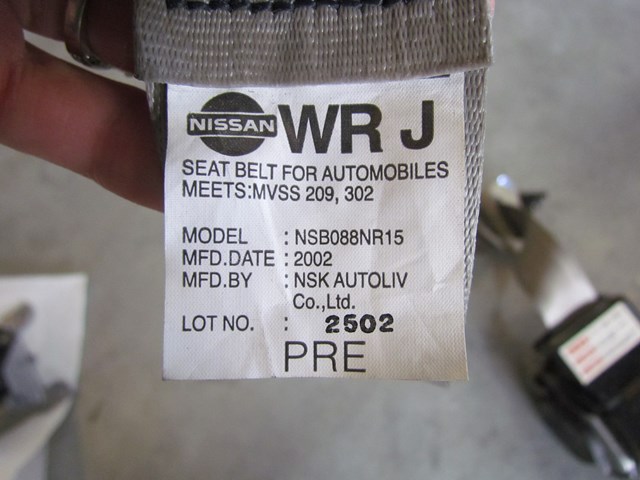 NISSAN WR J
SEAT BELT FOR AUTOMOBILES
MEETS:MVSS 209, 302
MODEL : NSB088NR15
MFD.DATE : 2002
MFD.BY : NSK AUTOLIV
Co.,Ltd.
LOT NO. : 2502
PRE